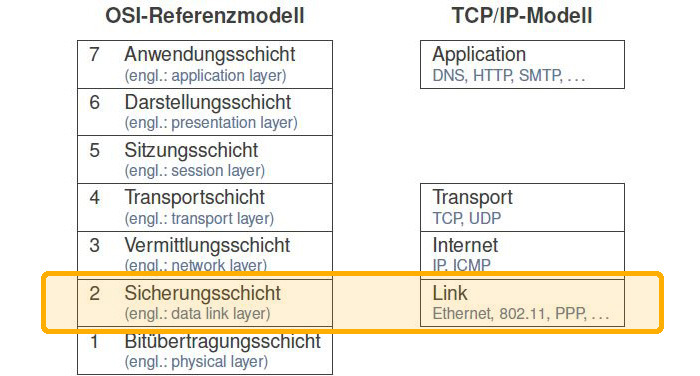 OSI-Referenzmodell
TCP/IP-Modell
7 Anwendungsschicht
(engl.: application layer)
Application
DNS, HTTP, SMTP, . . .
6 Darstellungsschicht
(engl.: presentation layer)
5 Sitzungsschicht
(engl.: session layer)
4 Transportschicht
(engl.: transport layer)
Transport
TCP, UDP
3 Vermittlungsschicht
(engl.: network layer)
Internet
IP, ICMP
2 Sicherungsschicht
(engl.: data link layer)
Link
Ethernet, 802.11, PPP, . . .
1 Bitübertragungsschicht
(engl.: physical layer)